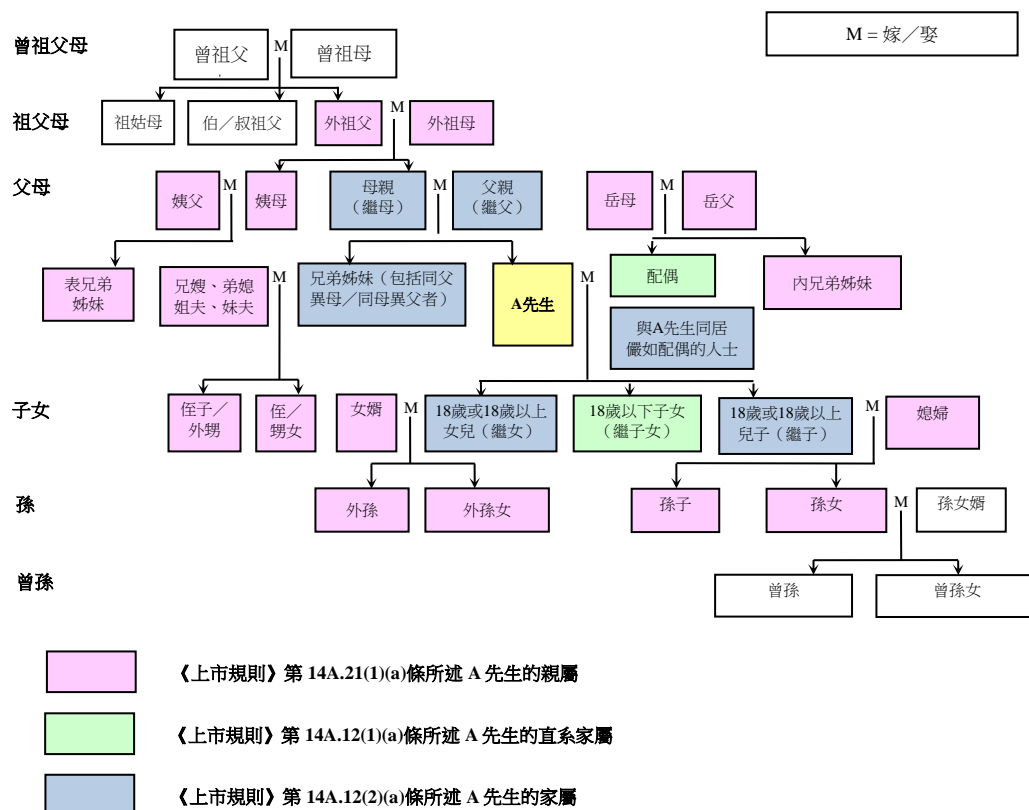 M = 嫁／娶
曾祖父母
曾祖父
M
曾祖母
祖父母
祖姑母
伯／叔祖父
外祖父
M
外祖母
父母
姨父
M
姨母
母親
（繼母）
M
父親
（繼父）
岳母
M
岳父
表兄弟
姊妹
兄嫂、弟媳
姐夫、妹夫
M
兄弟姊妹（包括同父
異母／同母異父者）
A先生
M
配偶
內兄弟姊妹
與A先生同居
儼如配偶的人士
子女
侄子／
外甥
侄／
甥女
女婿
M
18歲或18歲以上
女兒（繼女）
18歲以下子女
（繼子女）
18歲或18歲以上
兒子（繼子）
M
媳婦
孫
外孫
外孫女
孫子
孫女
M
孫女婿
曾孫
曾孫
曾孫女
《上市規則》第 14A.21(1)(a)條所述 A 先生的親屬
《上市規則》第 14A.12(1)(a)條所述 A 先生的直系家屬
《上市規則》第 14A.12(2)(a)條所述 A 先生的家屬